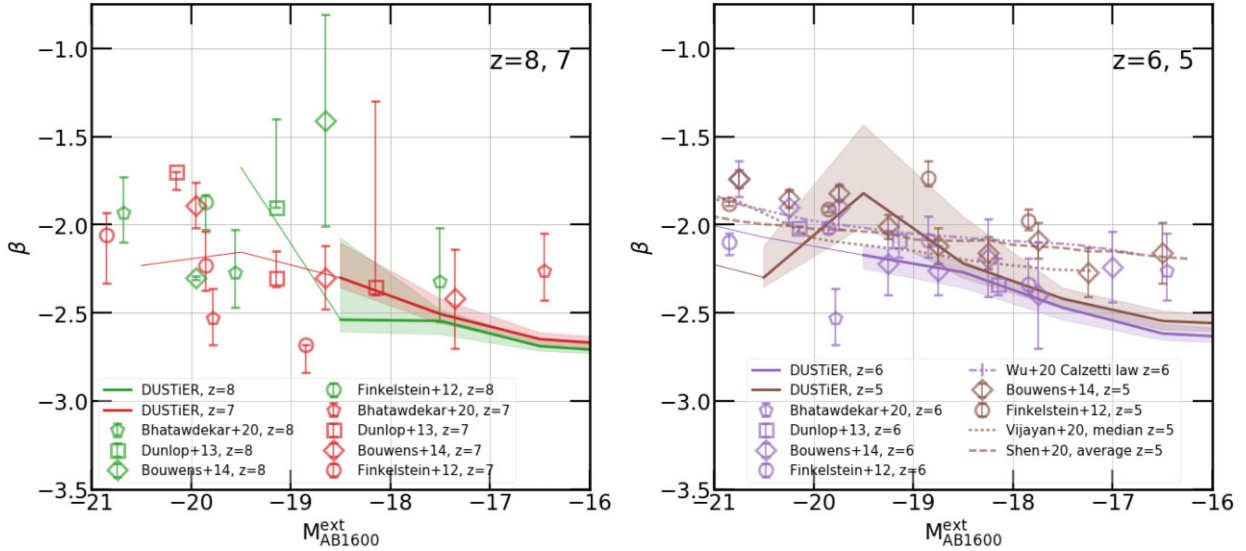 z=8, 7
β
−1.0
−1.5
−2.0
−2.5
−3.0
−3.5
DUSTiER, z=8
DUSTiER, z=7
Bhatawdekar+20, z=8
Dunlop+13, z=8
Bouwens+14, z=8
Finkelstein+12, z=8
Bhatawdekar+20, z=7
Dunlop+13, z=7
Bouwens+14, z=7
Finkelstein+12, z=7
−21 −20 −19 −18 −17 −16
M^ext_AB1600
z=6, 5
β
−1.0
−1.5
−2.0
−2.5
−3.0
−3.5
DUSTiER, z=6
DUSTiER, z=5
Bhatawdekar+20, z=6
Dunlop+13, z=6
Bouwens+14, z=6
Finkelstein+12, z=6
Wu+20 Calzetti law z=6
Bouwens+14, z=5
Finkelstein+12, z=5
Vijayan+20, median z=5
Shen+20, average z=5
−21 −20 −19 −18 −17 −16
M^ext_AB1600